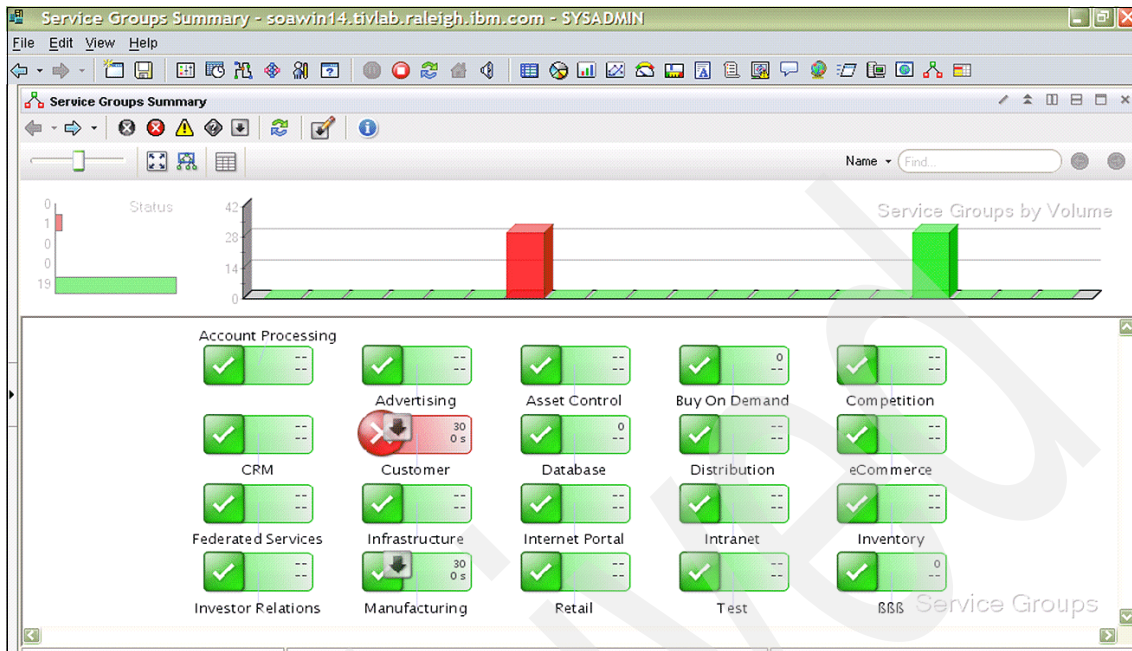 Service Groups Summary - soawin14.tivlab.raleigh.ibm.com - SYSADMIN
File Edit View Help
Service Groups Summary
Name Find...
Status
Service Groups by Volume
0
1
0
0
19
42
28
14
0
Account Processing
-- -- -- 0 --
-- -- -- -- --
Advertising Asset Control Buy On Demand Competition
-- 30 0 -- --
-- 0 s -- -- --
CRM Customer Database Distribution eCommerce
-- -- -- -- --
-- -- -- -- --
Federated Services Infrastructure Internet Portal Intranet Inventory
-- 30 -- -- 0
-- 0 s -- -- --
Investor Relations Manufacturing Retail Test ßßß
Service Groups